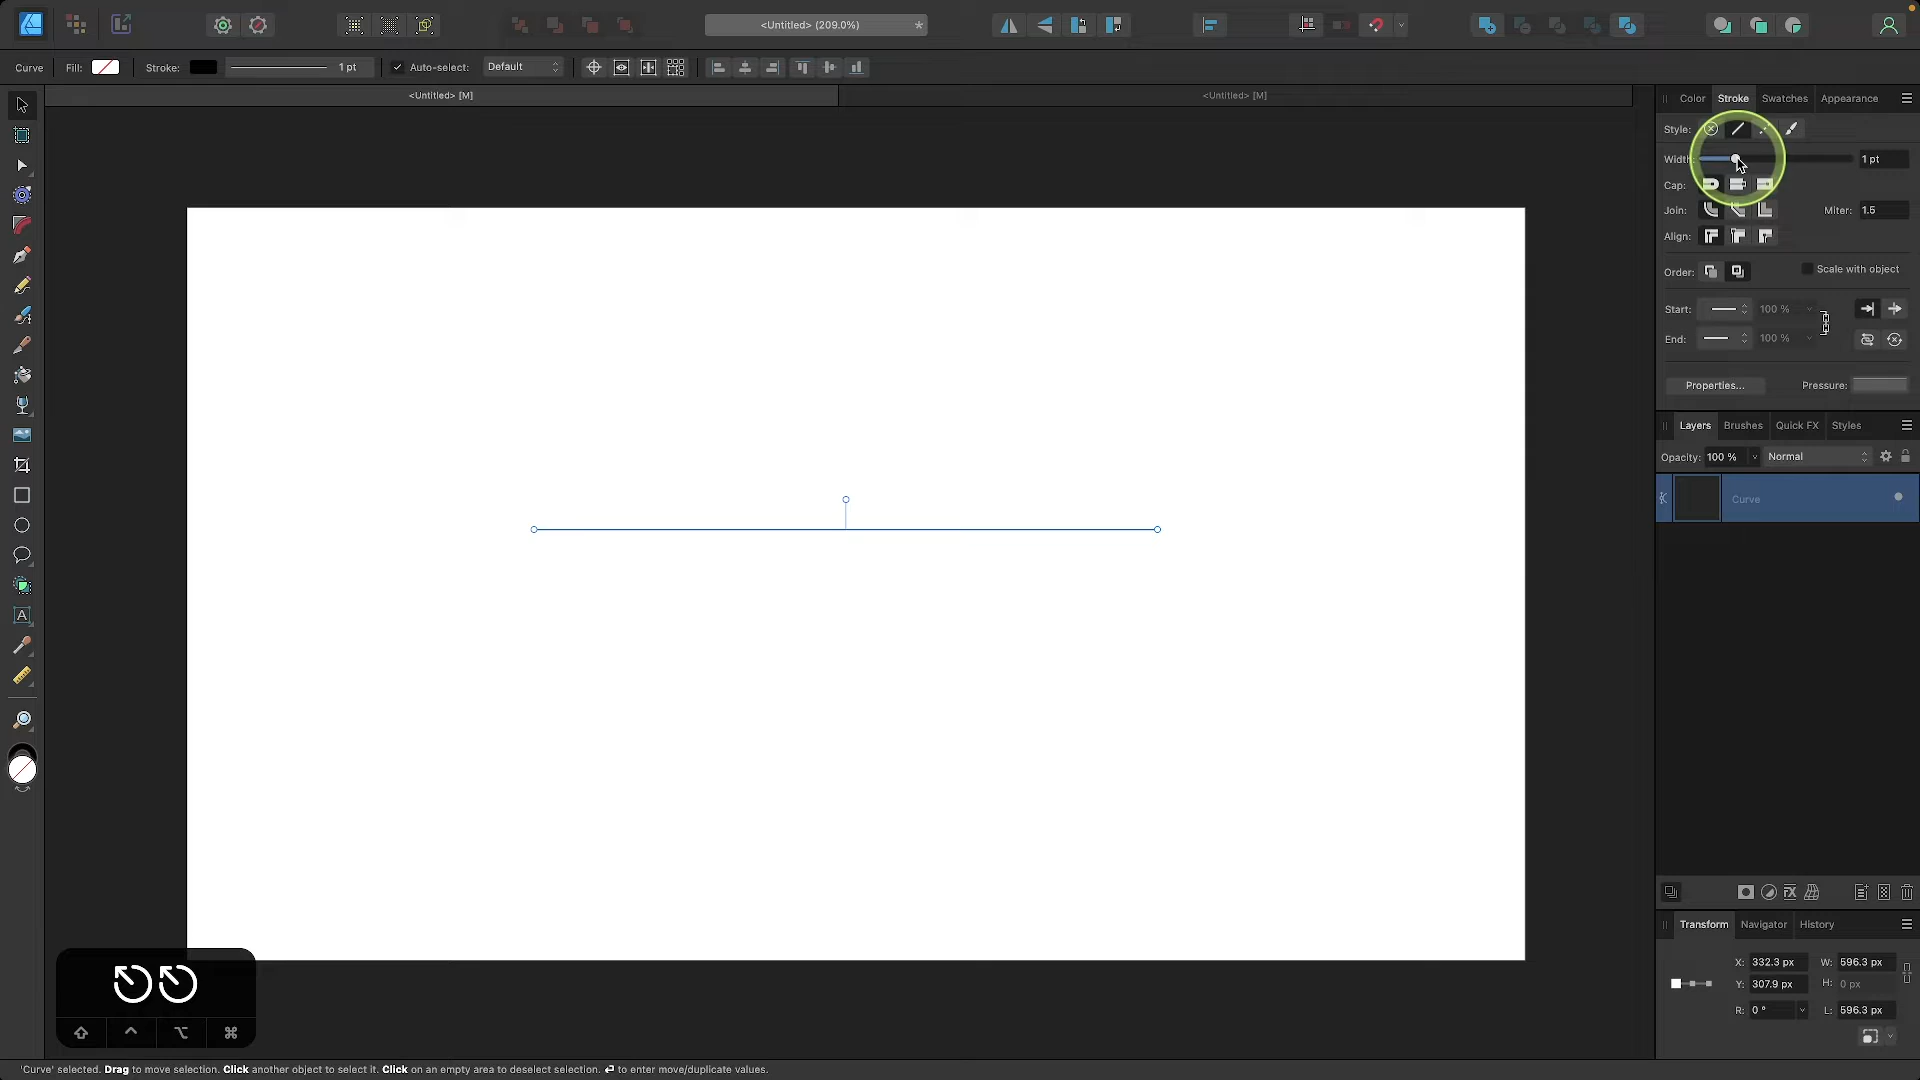 <Untitled> (209.0%)
*
Curve
Fill:
Stroke:
1 pt
Auto-select:
Default
<Untitled> [M]
<Untitled> [M]
Color
Stroke
Swatches
Appearance
Style:
Width:
1 pt
Cap:
Join:
Miter:
1.5
Align:
Order:
Scale with object
Start:
100 %
End:
100 %
Properties...
Pressure:
Layers
Brushes
Quick FX
Styles
Opacity:
100 %
Normal
Curve
Transform
Navigator
History
X:
332.3 px
W:
596.3 px
Y:
307.9 px
H:
0 px
R:
0 °
L:
596.3 px
'Curve' selected. Drag to move selection. Click another object to select it. Click on an empty area to deselect selection. ↵ to enter move/duplicate values.